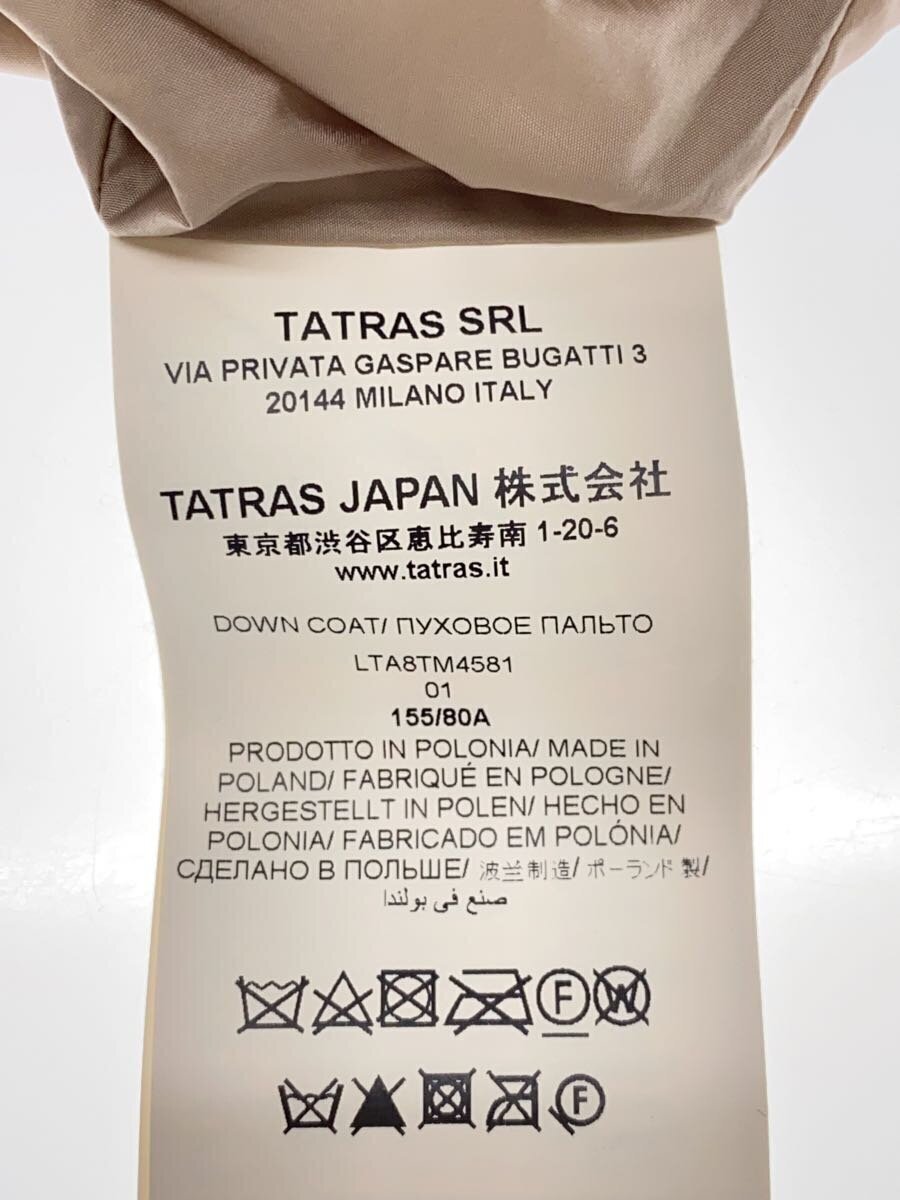 TATRAS SRL
VIA PRIVATA GASPARE BUGATTI 3
20144 MILANO ITALY
TATRAS JAPAN 株式会社
東京都渋谷区恵比寿南 1-20-6
www.tatras.it
DOWN COAT/ ПУХОВОЕ ПАЛЬТО
LTA8TM4581
01
155/80A
PRODOTTO IN POLONIA/ MADE IN
POLAND/ FABRIQUÉ EN POLOGNE/
HERGESTELLT IN POLEN/ HECHO EN
POLONIA/ FABRICADO EM POLÓNIA/
СДЕЛАНО В ПОЛЬШЕ/ 波兰制造/ ポーランド製/
صنع في بولندا
F W
F